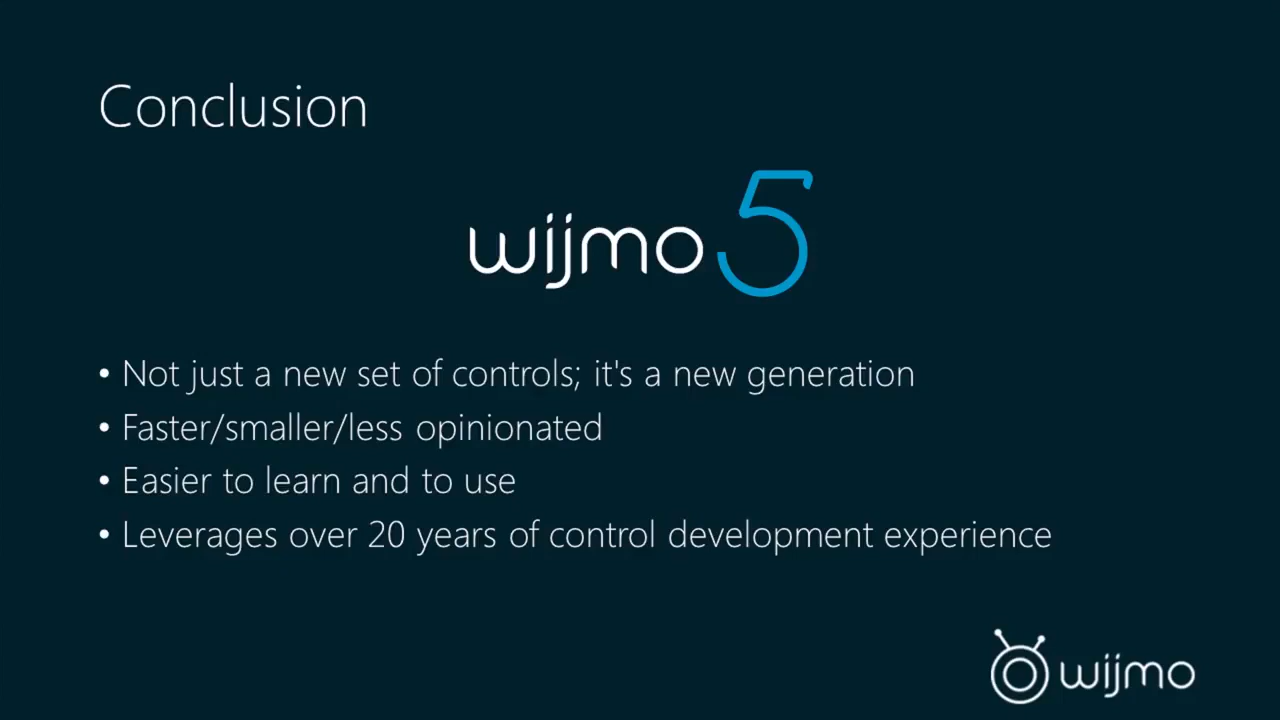 Conclusion
wijmo 5
• Not just a new set of controls; it's a new generation
• Faster/smaller/less opinionated
• Easier to learn and to use
• Leverages over 20 years of control development experience
wijmo